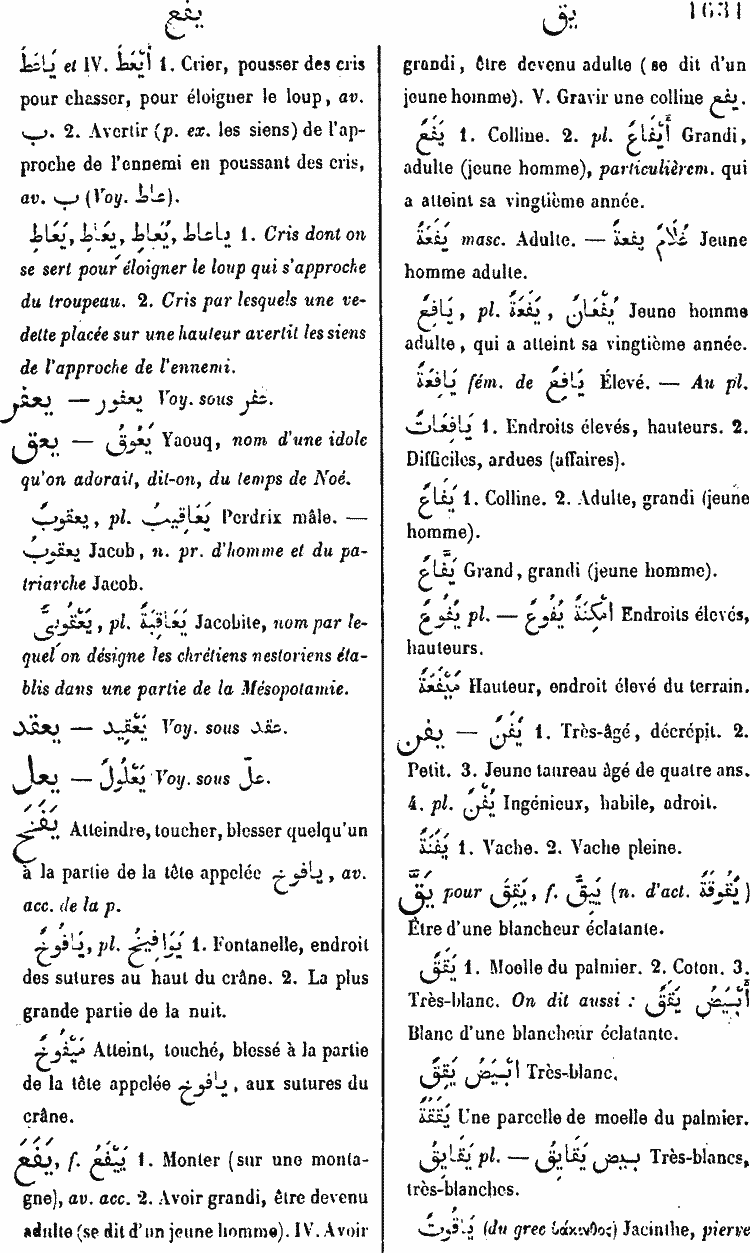 يفع
يق
1631
يَاعَطَ et IV. أَيْعَطَ 1. Crier, pousser des cris
pour chasser, pour éloigner le loup, av.
ب. 2. Avertir (p. ex. les siens) de l'ap-
proche de l'ennemi en poussant des cris,
av. ب (Voy. عاط).
ياعاط, يُعَاطِ, يِعَاطِ, يَعَاطِ 1. Cris dont on
se sert pour éloigner le loup qui s'approche
du troupeau. 2. Cris par lesquels une ve-
dette placée sur une hauteur avertit les siens
de l'approche de l'ennemi.
يعفر — يعفور Voy. sous عفر.
يعق — يَعُوقُ Yaouq, nom d'une idole
qu'on adorait, dit-on, du temps de Noé.
يعقوبٌ, pl. يَعَاقِيبُ Perdrix mâle. —
يعقوبُ Jacob, n. pr. d'homme et du pa-
triarche Jacob.
يَعْقُوبِىٌّ, pl. يَعَاقِبَةٌ Jacobite, nom par le-
quel on désigne les chrétiens nestoriens éta-
blis dans une partie de la Mésopotamie.
يعقد — يَعْقِيد Voy. sous عقد.
يعل — يَعْلُولٌ Voy. sous علّ.
يَفَخَ Atteindre, toucher, blesser quelqu'un
à la partie de la tête appelée يافوخ, av.
acc. de la p.
يَافُوخٌ, pl. يَوَافِيخُ 1. Fontanelle, endroit
des sutures au haut du crâne. 2. La plus
grande partie de la nuit.
مَيْفُوخٌ Atteint, touché, blessé à la partie
de la tête appelée يافوخ, aux sutures du
crâne.
يَفَعَ, f. يَيْفَعُ 1. Monter (sur une monta-
gne), av. acc. 2. Avoir grandi, être devenu
adulte (se dit d'un jeune homme). IV. Avoir
grandi, être devenu adulte (se dit d'un
jeune homme). V. Gravir une colline يفع.
يَفَعٌ 1. Colline. 2. pl. أَيْفَاعٌ Grandi,
adulte (jeune homme), particulièrem. qui
a atteint sa vingtième année.
يَفَعَةٌ masc. Adulte. — غُلَامٌ يفعةٌ Jeune
homme adulte.
يَافِعٌ, pl. يَفَعَةٌ, يُفْعَانٌ Jeune homme
adulte, qui a atteint sa vingtième année.
يَافِعَةٌ fém. de يَافِعٌ Élevé. — Au pl.
يَافِعَاتٌ 1. Endroits élevés, hauteurs. 2.
Difficiles, ardues (affaires).
يَفَاعٌ 1. Colline. 2. Adulte, grandi (jeune
homme).
يَفَّاعٌ Grand, grandi (jeune homme).
يُفُوعٌ pl. — أَمْكِنَةٌ يُفُوعٌ Endroits élevés,
hauteurs.
مَيْفَعَةٌ Hauteur, endroit élevé du terrain.
يفن — يَفَنٌ 1. Très-âgé, décrépit. 2.
Petit. 3. Jeune taureau âgé de quatre ans.
4. pl. يُفْنٌ Ingénieux, habile, adroit.
يَفَنَةٌ 1. Vache. 2. Vache pleine.
يَقَّ pour يَقِقَ, f. يَيَقُّ (n. d'act. يُقُوقَةٌ)
Être d'une blancheur éclatante.
يَقَقٌ 1. Moelle du palmier. 2. Coton. 3.
Très-blanc. On dit aussi : أَبْيَضُ يَقَقٌ
Blanc d'une blancheur éclatante.
أَبْيَضُ يَقِقٌ Très-blanc.
يَقَقَةٌ Une parcelle de moelle du palmier.
يَقَايِقُ pl. — بيض يَقَايِقُ Très-blancs,
très-blanches.
يَاقُوتٌ (du grec ὑάκινθος) Jacinthe, pierre